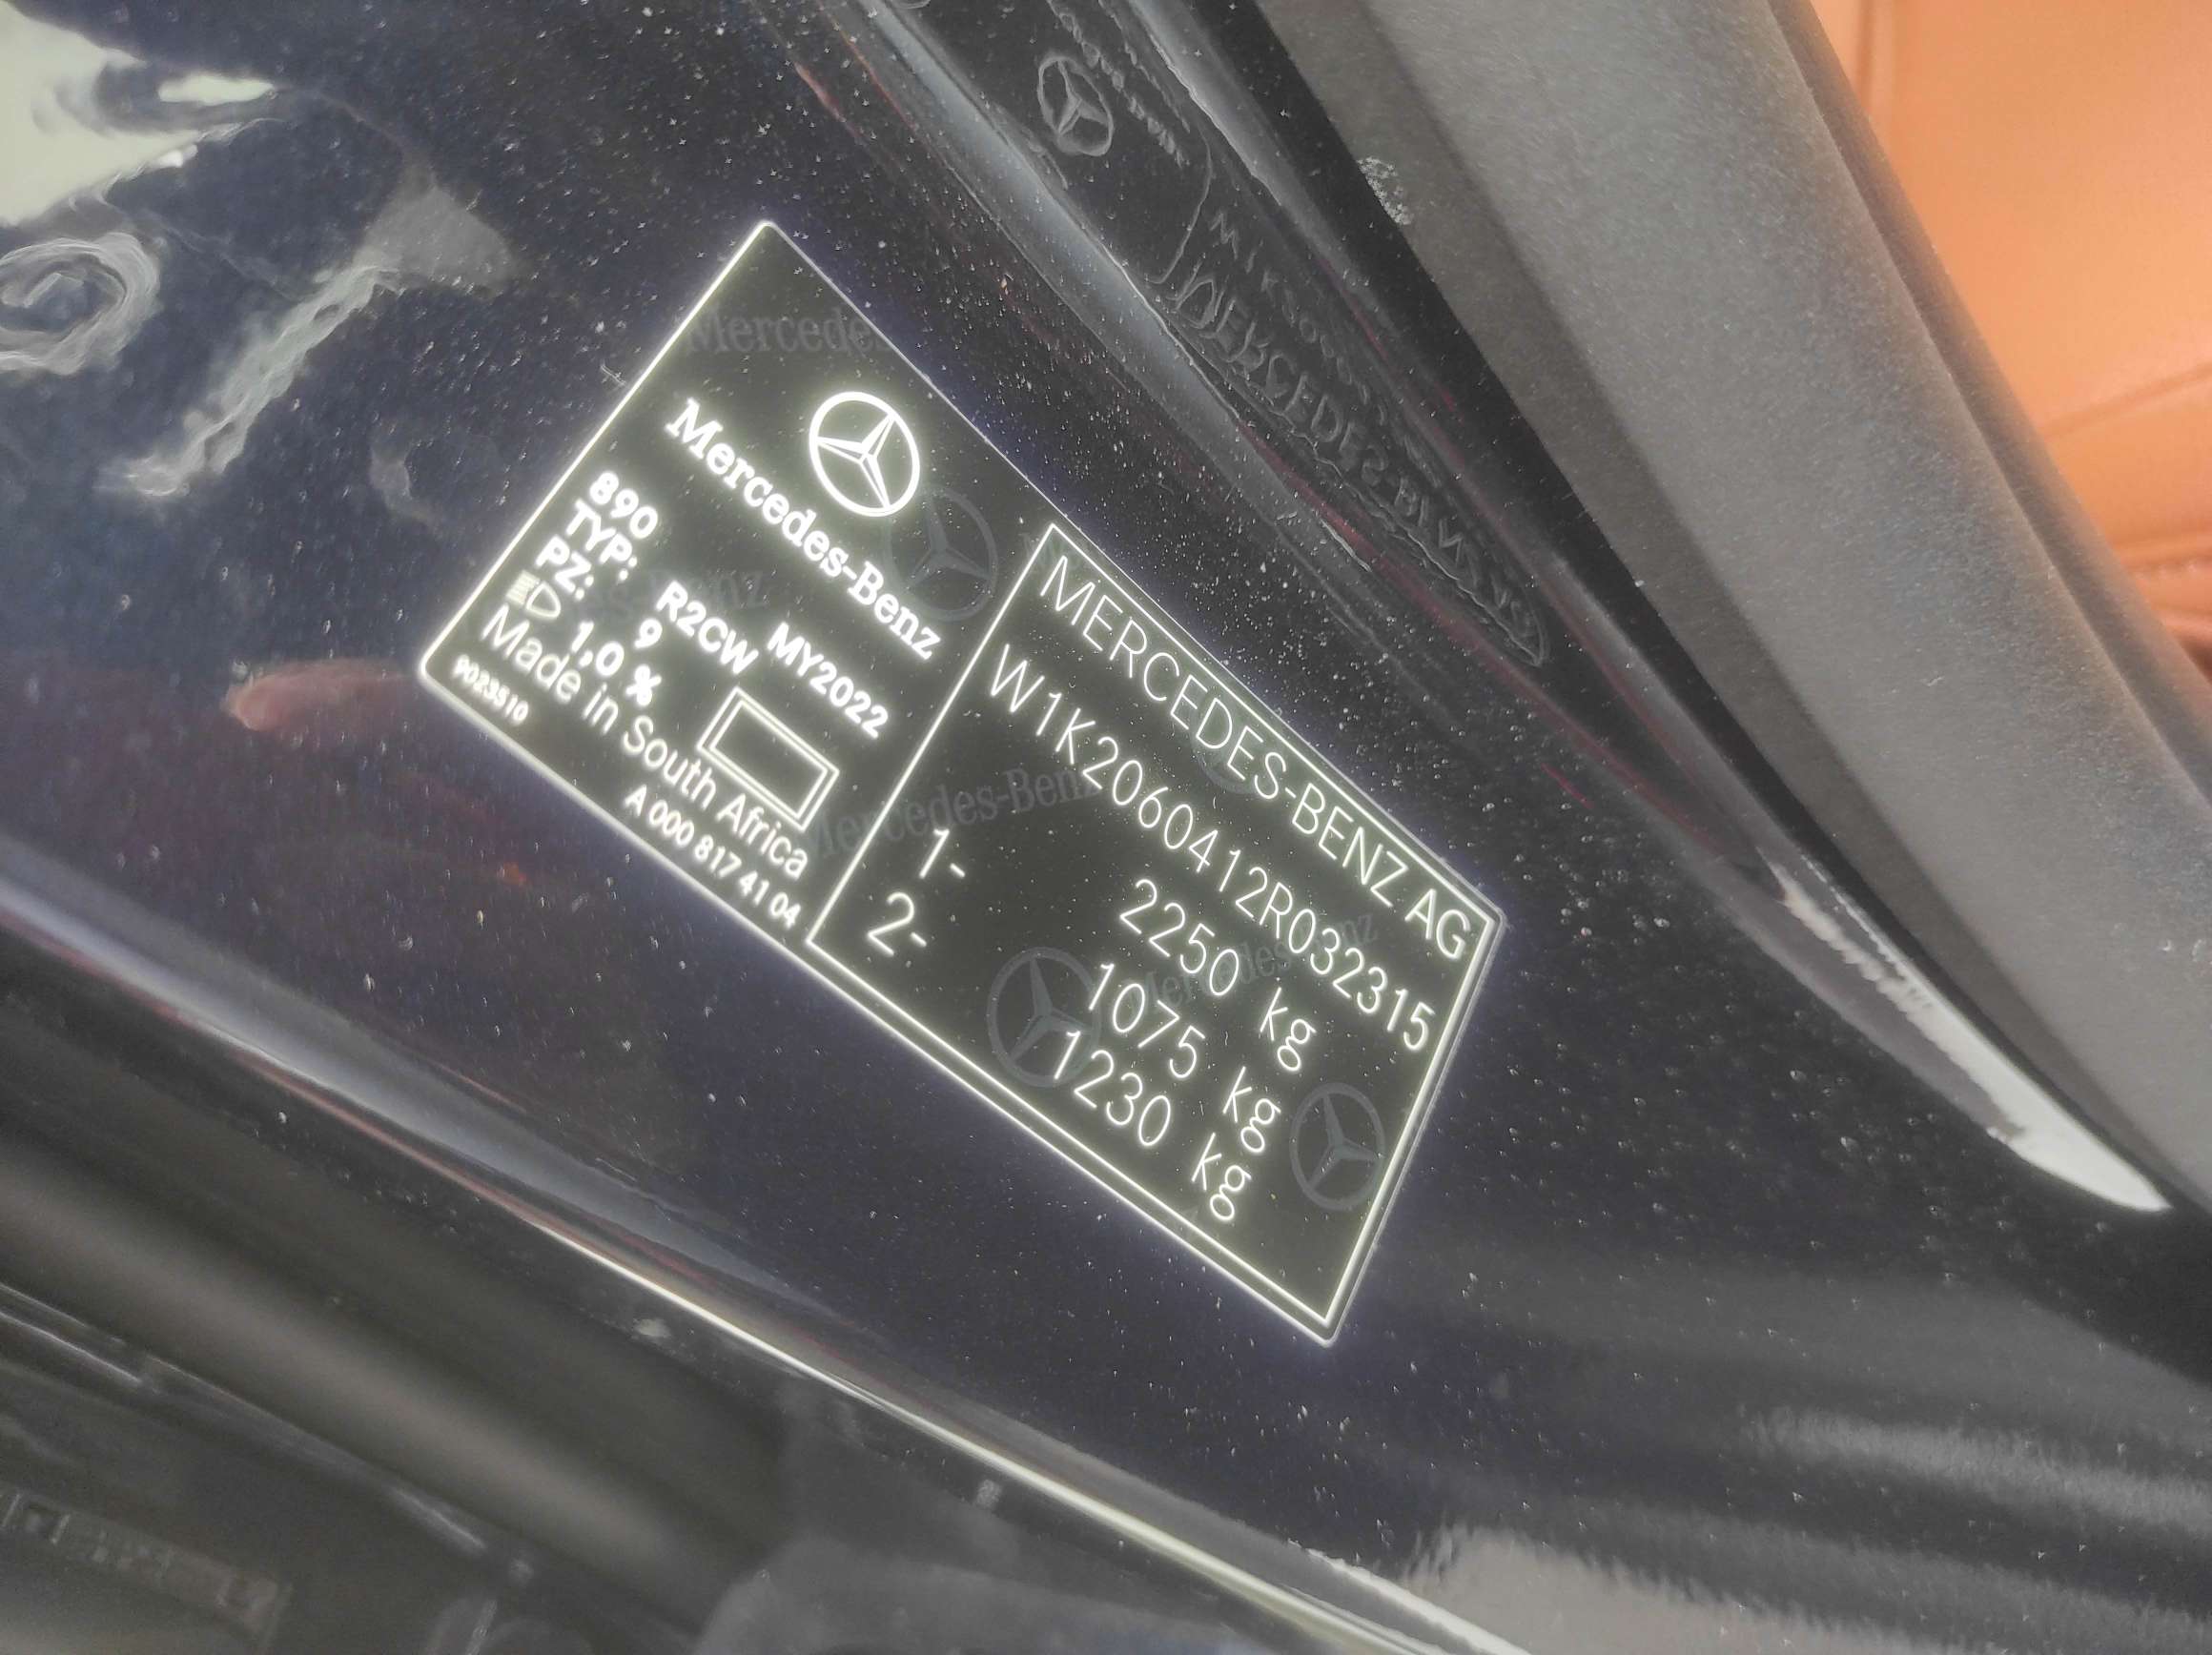 Mercedes-Benz
890 MY2022
TYP: R2CW
PZ: 9
1,0 %
Made in South Africa
9023510 A 000 817 41 04
MERCEDES-BENZ AG
W1K2060412R032315
2250 kg
1- 1075 kg
2- 1230 kg